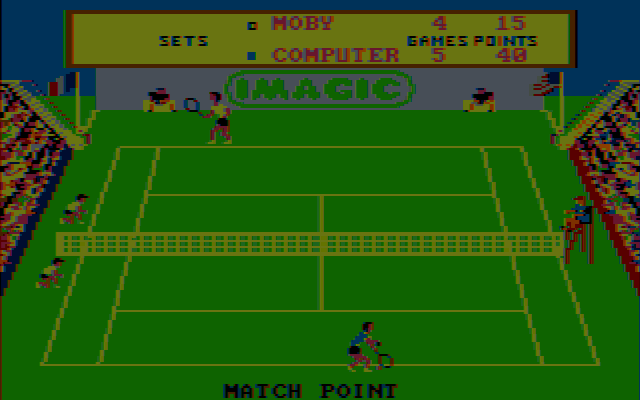 MOBY 4 15
SETS GAMES POINTS
COMPUTER 5 40
IMAGIC
MATCH POINT